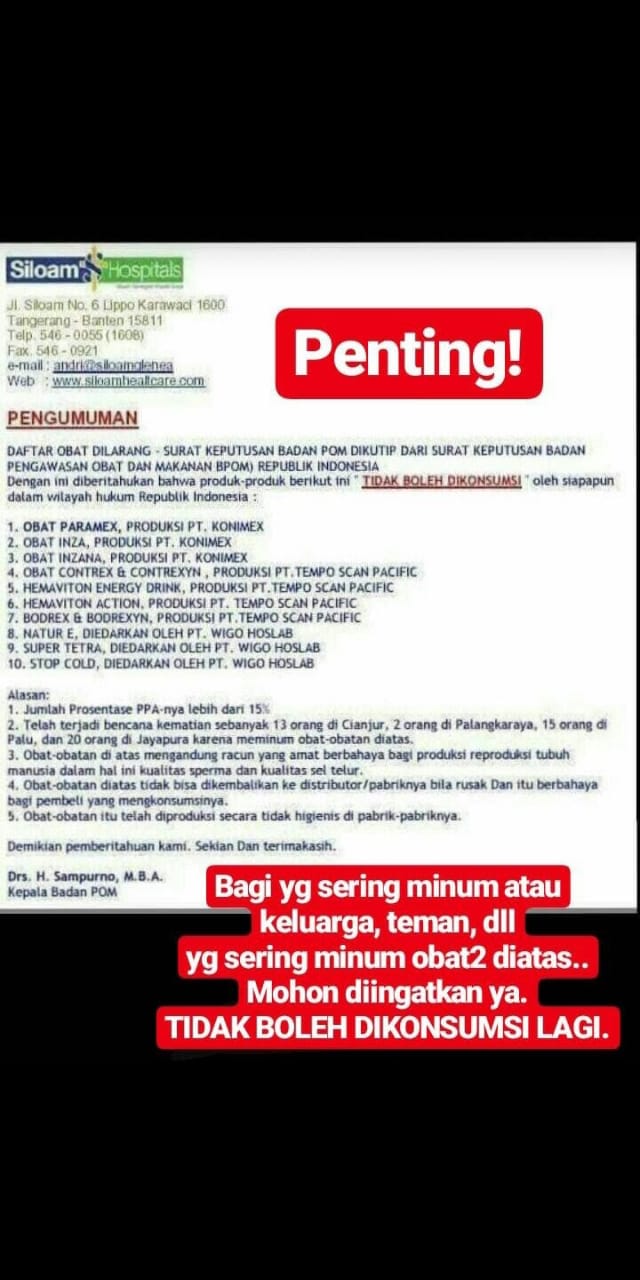 Siloam Hospitals
Jl. Siloam No. 6 Lippo Karawaci 1600
Tangerang - Banten 15811
Telp. 546 - 0055 (1608)
Fax. 546 - 0921
e-mail : andri@siloamglenea
Web : www.siloamhealtcare.com
Penting!
PENGUMUMAN
DAFTAR OBAT DILARANG - SURAT KEPUTUSAN BADAN POM DIKUTIP DARI SURAT KEPUTUSAN BADAN
PENGAWASAN OBAT DAN MAKANAN BPOM) REPUBLIK INDONESIA
Dengan ini diberitahukan bahwa produk-produk berikut ini " TIDAK BOLEH DIKONSUMSI " oleh siapapun
dalam wilayah hukum Republik Indonesia :
1. OBAT PARAMEX, PRODUKSI PT. KONIMEX
2. OBAT INZA, PRODUKSI PT. KONIMEX
3. OBAT INZANA, PRODUKSI PT. KONIMEX
4. OBAT CONTREX & CONTREXYN , PRODUKSI PT.TEMPO SCAN PACIFIC
5. HEMAVITON ENERGY DRINK, PRODUKSI PT.TEMPO SCAN PACIFIC
6. HEMAVITON ACTION, PRODUKSI PT. TEMPO SCAN PACIFIC
7. BODREX & BODREXYN, PRODUKSI PT.TEMPO SCAN PACIFIC
8. NATUR E, DIEDARKAN OLEH PT. WIGO HOSLAB
9. SUPER TETRA, DIEDARKAN OLEH PT. WIGO HOSLAB
10. STOP COLD, DIEDARKAN OLEH PT. WIGO HOSLAB
Alasan:
1. Jumlah Prosentase PPA-nya lebih dari 15%
2. Telah terjadi bencana kematian sebanyak 13 orang di Cianjur, 2 orang di Palangkaraya, 15 orang di
Palu, dan 20 orang di Jayapura karena meminum obat-obatan diatas.
3. Obat-obatan di atas mengandung racun yang amat berbahaya bagi produksi reproduksi tubuh
manusia dalam hal ini kualitas sperma dan kualitas sel telur.
4. Obat-obatan diatas tidak bisa dikembalikan ke distributor/pabriknya bila rusak Dan itu berbahaya
bagi pembeli yang mengkonsumsinya.
5. Obat-obatan itu telah diproduksi secara tidak higienis di pabrik-pabriknya.
Demikian pemberitahuan kami. Sekian Dan terimakasih.
Drs. H. Sampurno, M.B.A.
Kepala Badan POM
Bagi yg sering minum atau
keluarga, teman, dll
yg sering minum obat2 diatas..
Mohon diingatkan ya.
TIDAK BOLEH DIKONSUMSI LAGI.